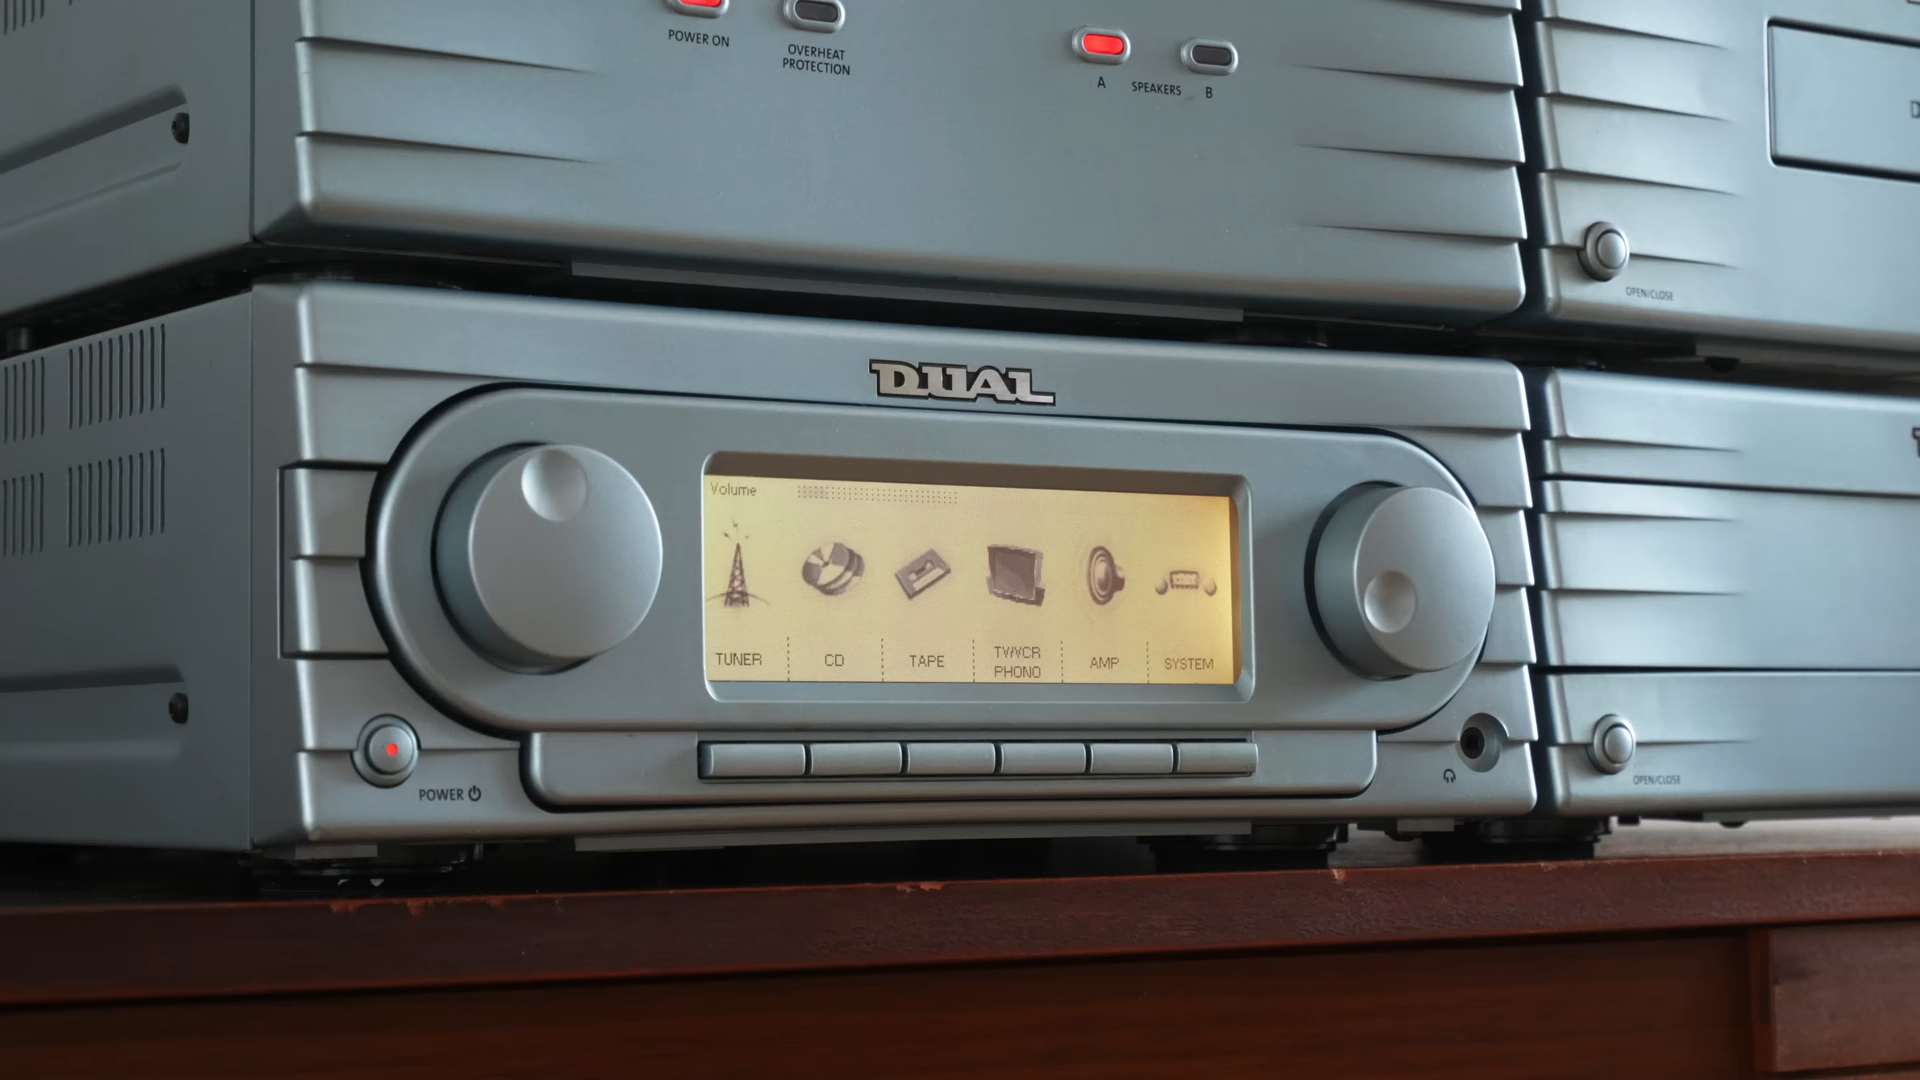 POWER ON
OVERHEAT
PROTECTION
A SPEAKERS B
OPEN/CLOSE
DUAL
Volume
TUNER
CD
TAPE
TV/VCR
PHONO
AMP
SYSTEM
POWER
OPEN/CLOSE